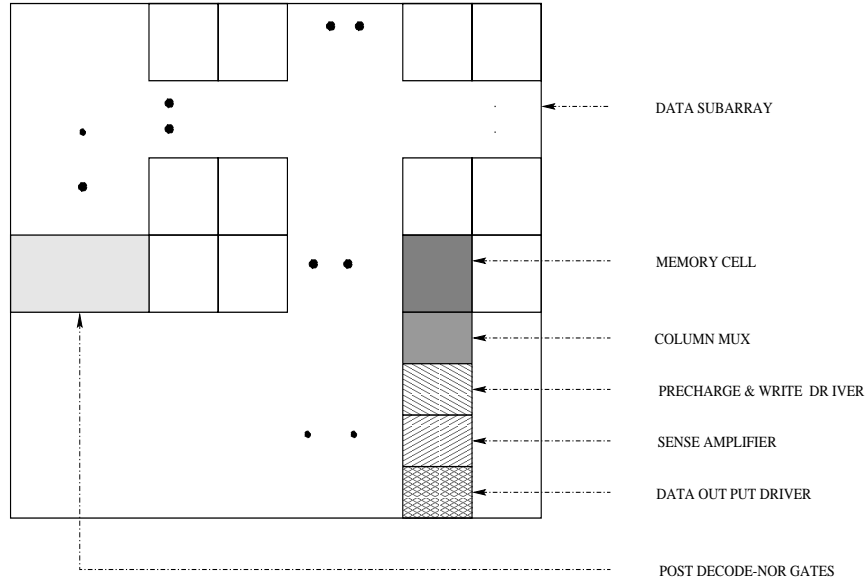 DATA SUBARRAY
MEMORY CELL
COLUMN MUX
PRECHARGE & WRITE DR IVER
SENSE AMPLIFIER
DATA OUT PUT DRIVER
POST DECODE-NOR GATES